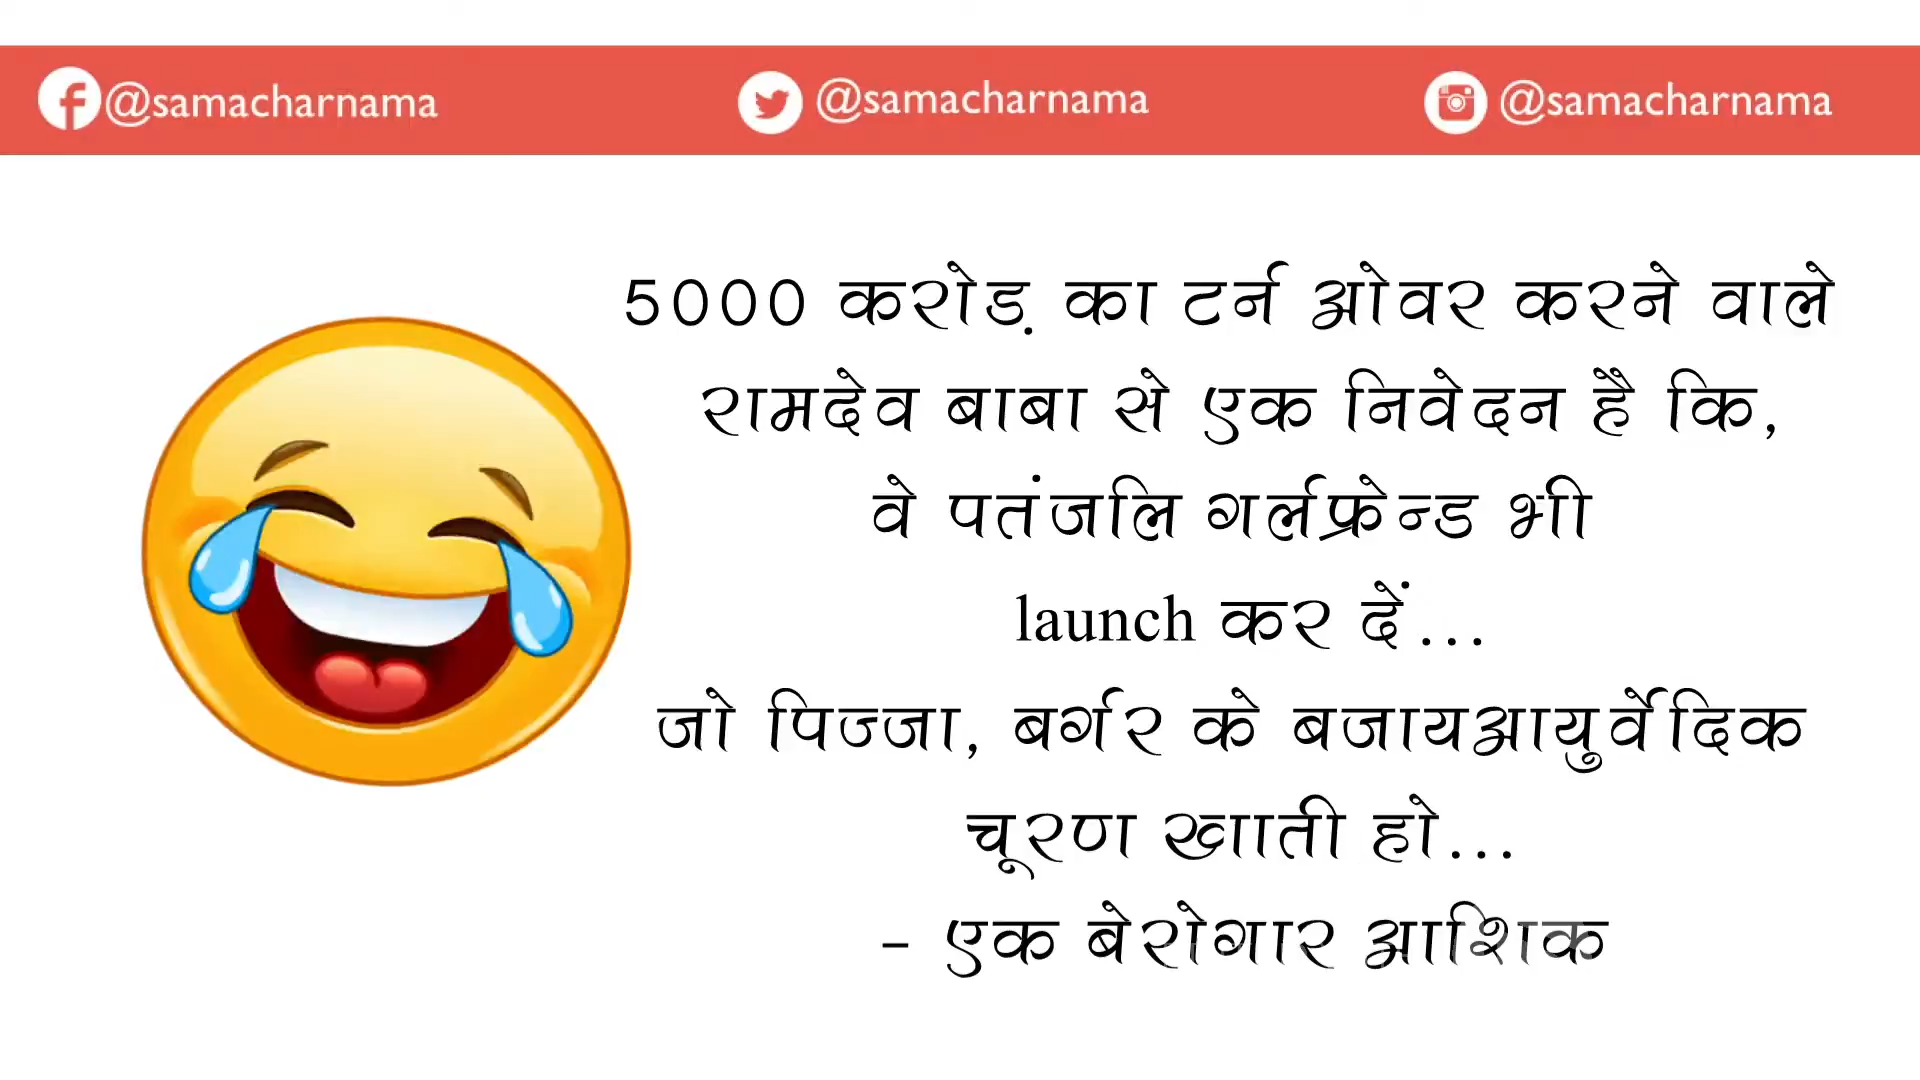 @samacharnama @samacharnama @samacharnama
5000 करोड़ का टर्न ओवर करने वाले
रामदेव बाबा से एक निवेदन है कि,
वे पतंजलि गर्लफ्रेन्ड भी
launch कर दें...
जो पिज्जा, बर्गर के बजायआयुर्वेदिक
चूरण खाती हो...
- एक बेरोगार आशिक